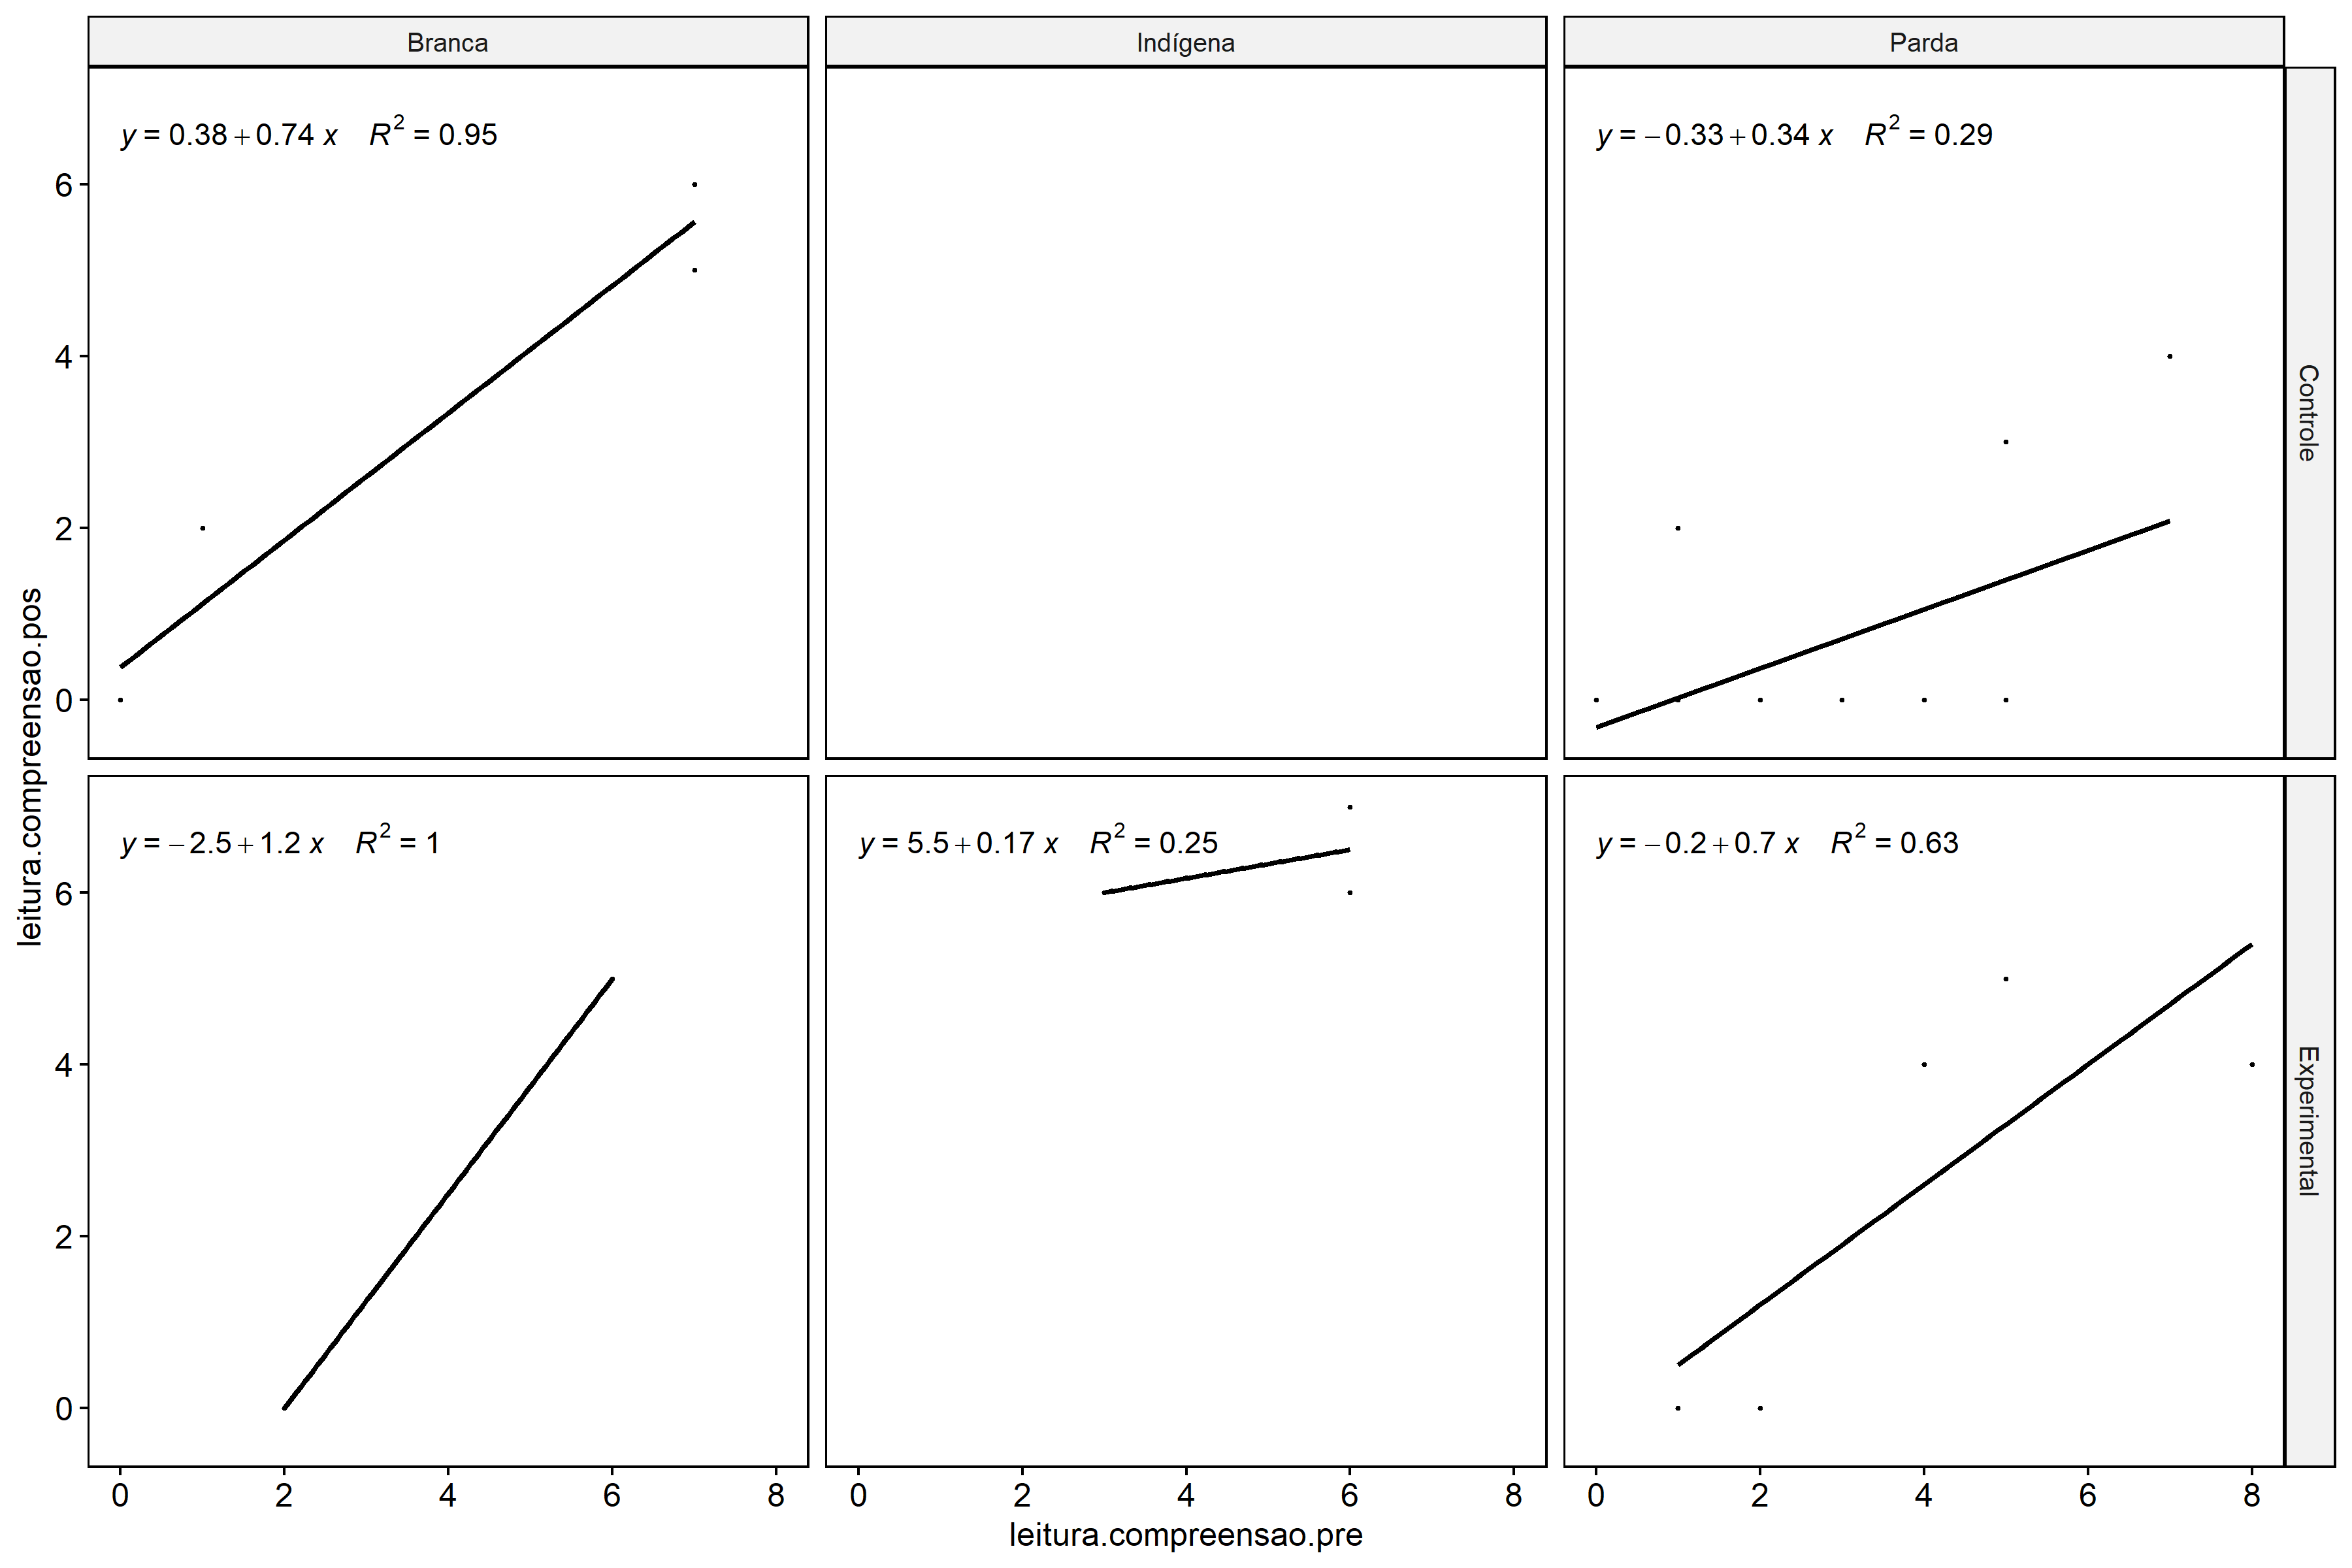 Branca
Indígena
Parda
y = 0.38 + 0.74 x R² = 0.95
y = −0.33 + 0.34 x R² = 0.29
6
4
2
0
Controle
leitura.compreensao.pos
y = −2.5 + 1.2 x R² = 1
y = 5.5 + 0.17 x R² = 0.25
y = −0.2 + 0.7 x R² = 0.63
6
4
2
0
Experimental
0 2 4 6 8
0 2 4 6 8
0 2 4 6 8
leitura.compreensao.pre